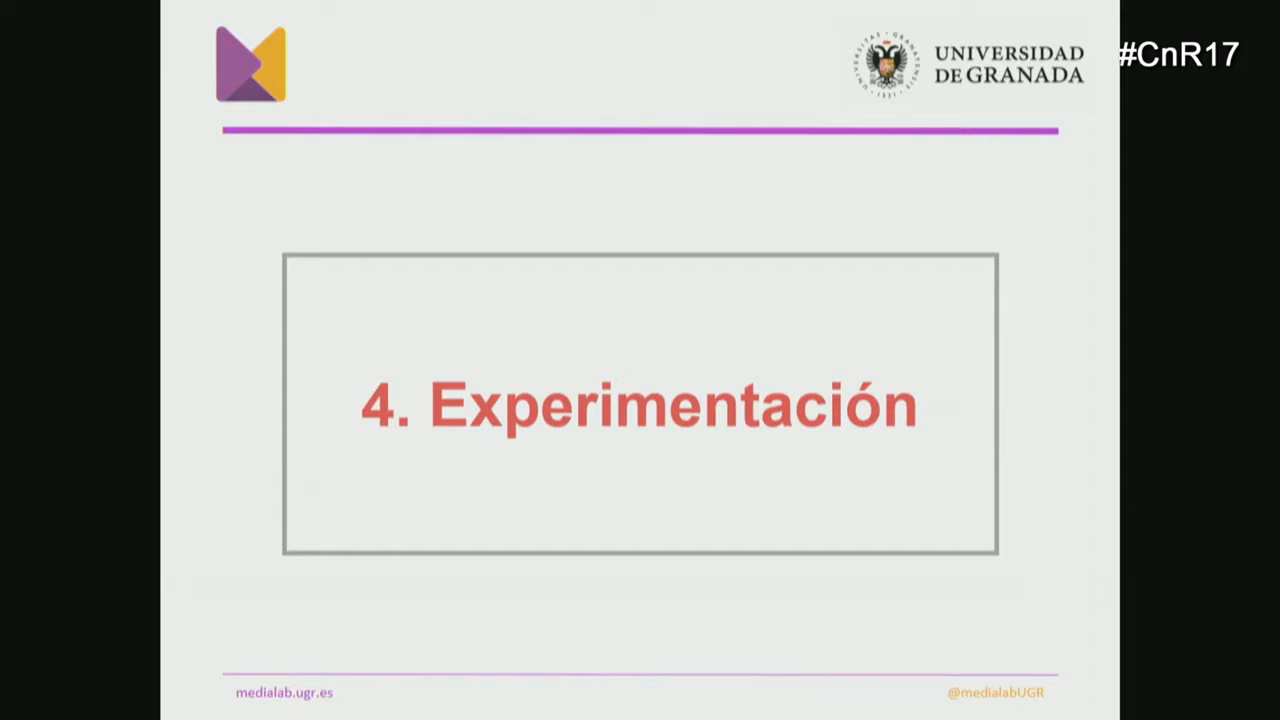 UNIVERSIDAD
DE GRANADA
#CnR17
4. Experimentación
medialab.ugr.es
@medialabUGR